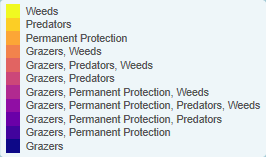 Weeds
Predators
Permanent Protection
Grazers, Weeds
Grazers, Predators, Weeds
Grazers, Predators
Grazers, Permanent Protection, Weeds
Grazers, Permanent Protection, Predators, Weeds
Grazers, Permanent Protection, Predators
Grazers, Permanent Protection
Grazers